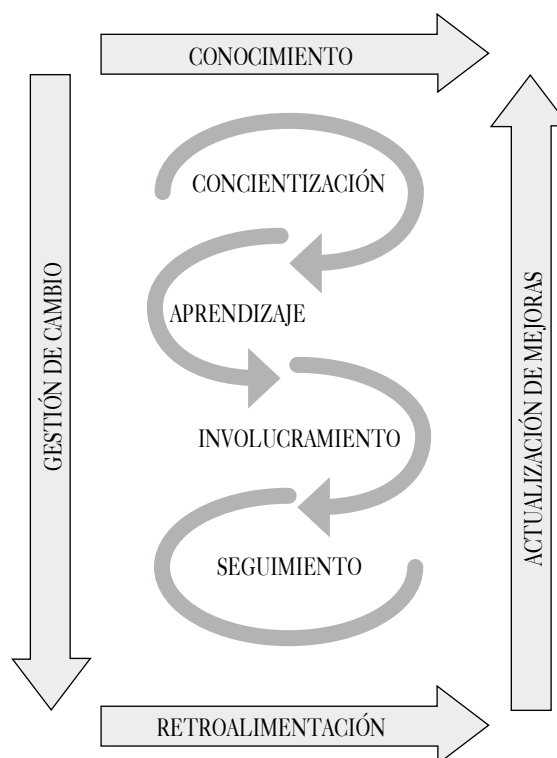 CONOCIMIENTO
CONCIENTIZACIÓN
GESTIÓN DE CAMBIO
APRENDIZAJE
INVOLUCRAMIENTO
SEGUIMIENTO
ACTUALIZACIÓN DE MEJORAS
RETROALIMENTACIÓN